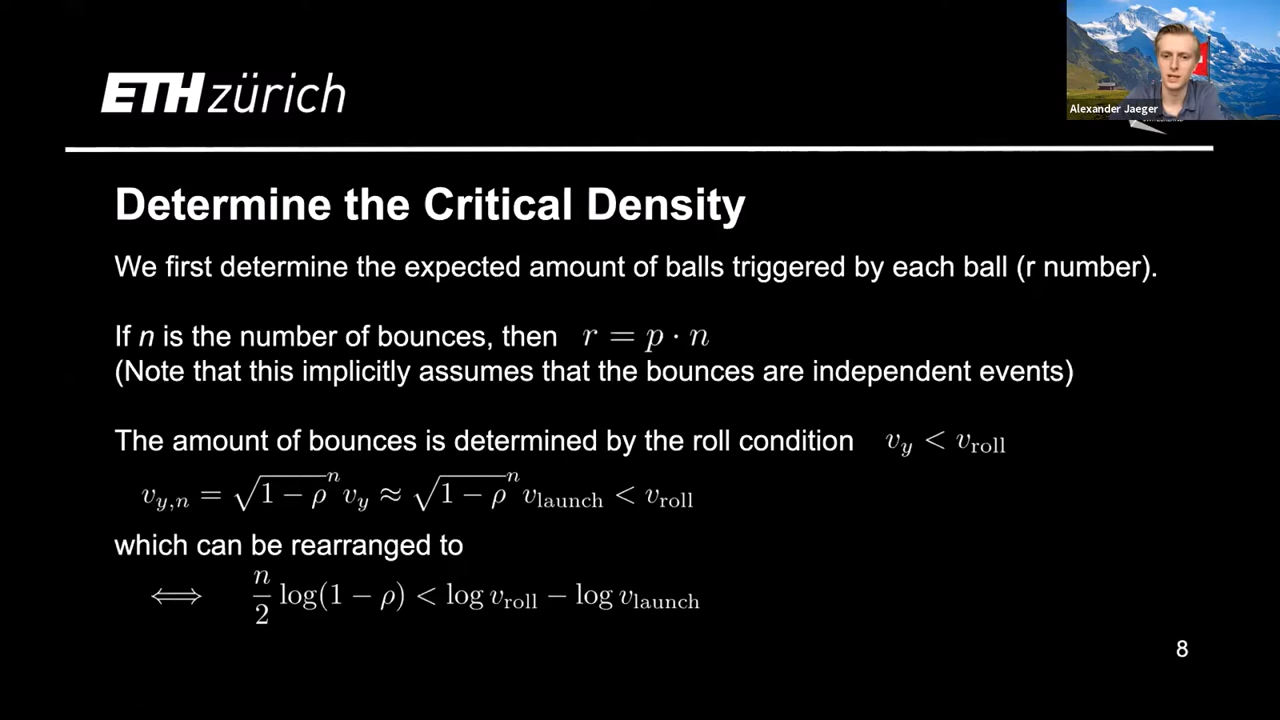 ETH zürich
Alexander Jaeger
Determine the Critical Density
We first determine the expected amount of balls triggered by each ball (r number).
If n is the number of bounces, then r = p · n
(Note that this implicitly assumes that the bounces are independent events)
The amount of bounces is determined by the roll condition v_y < v_roll
v_{y,n} = √(1 − ρ)^n v_y ≈ √(1 − ρ)^n v_launch < v_roll
which can be rearranged to
⟺ n/2 log(1 − ρ) < log v_roll − log v_launch
8